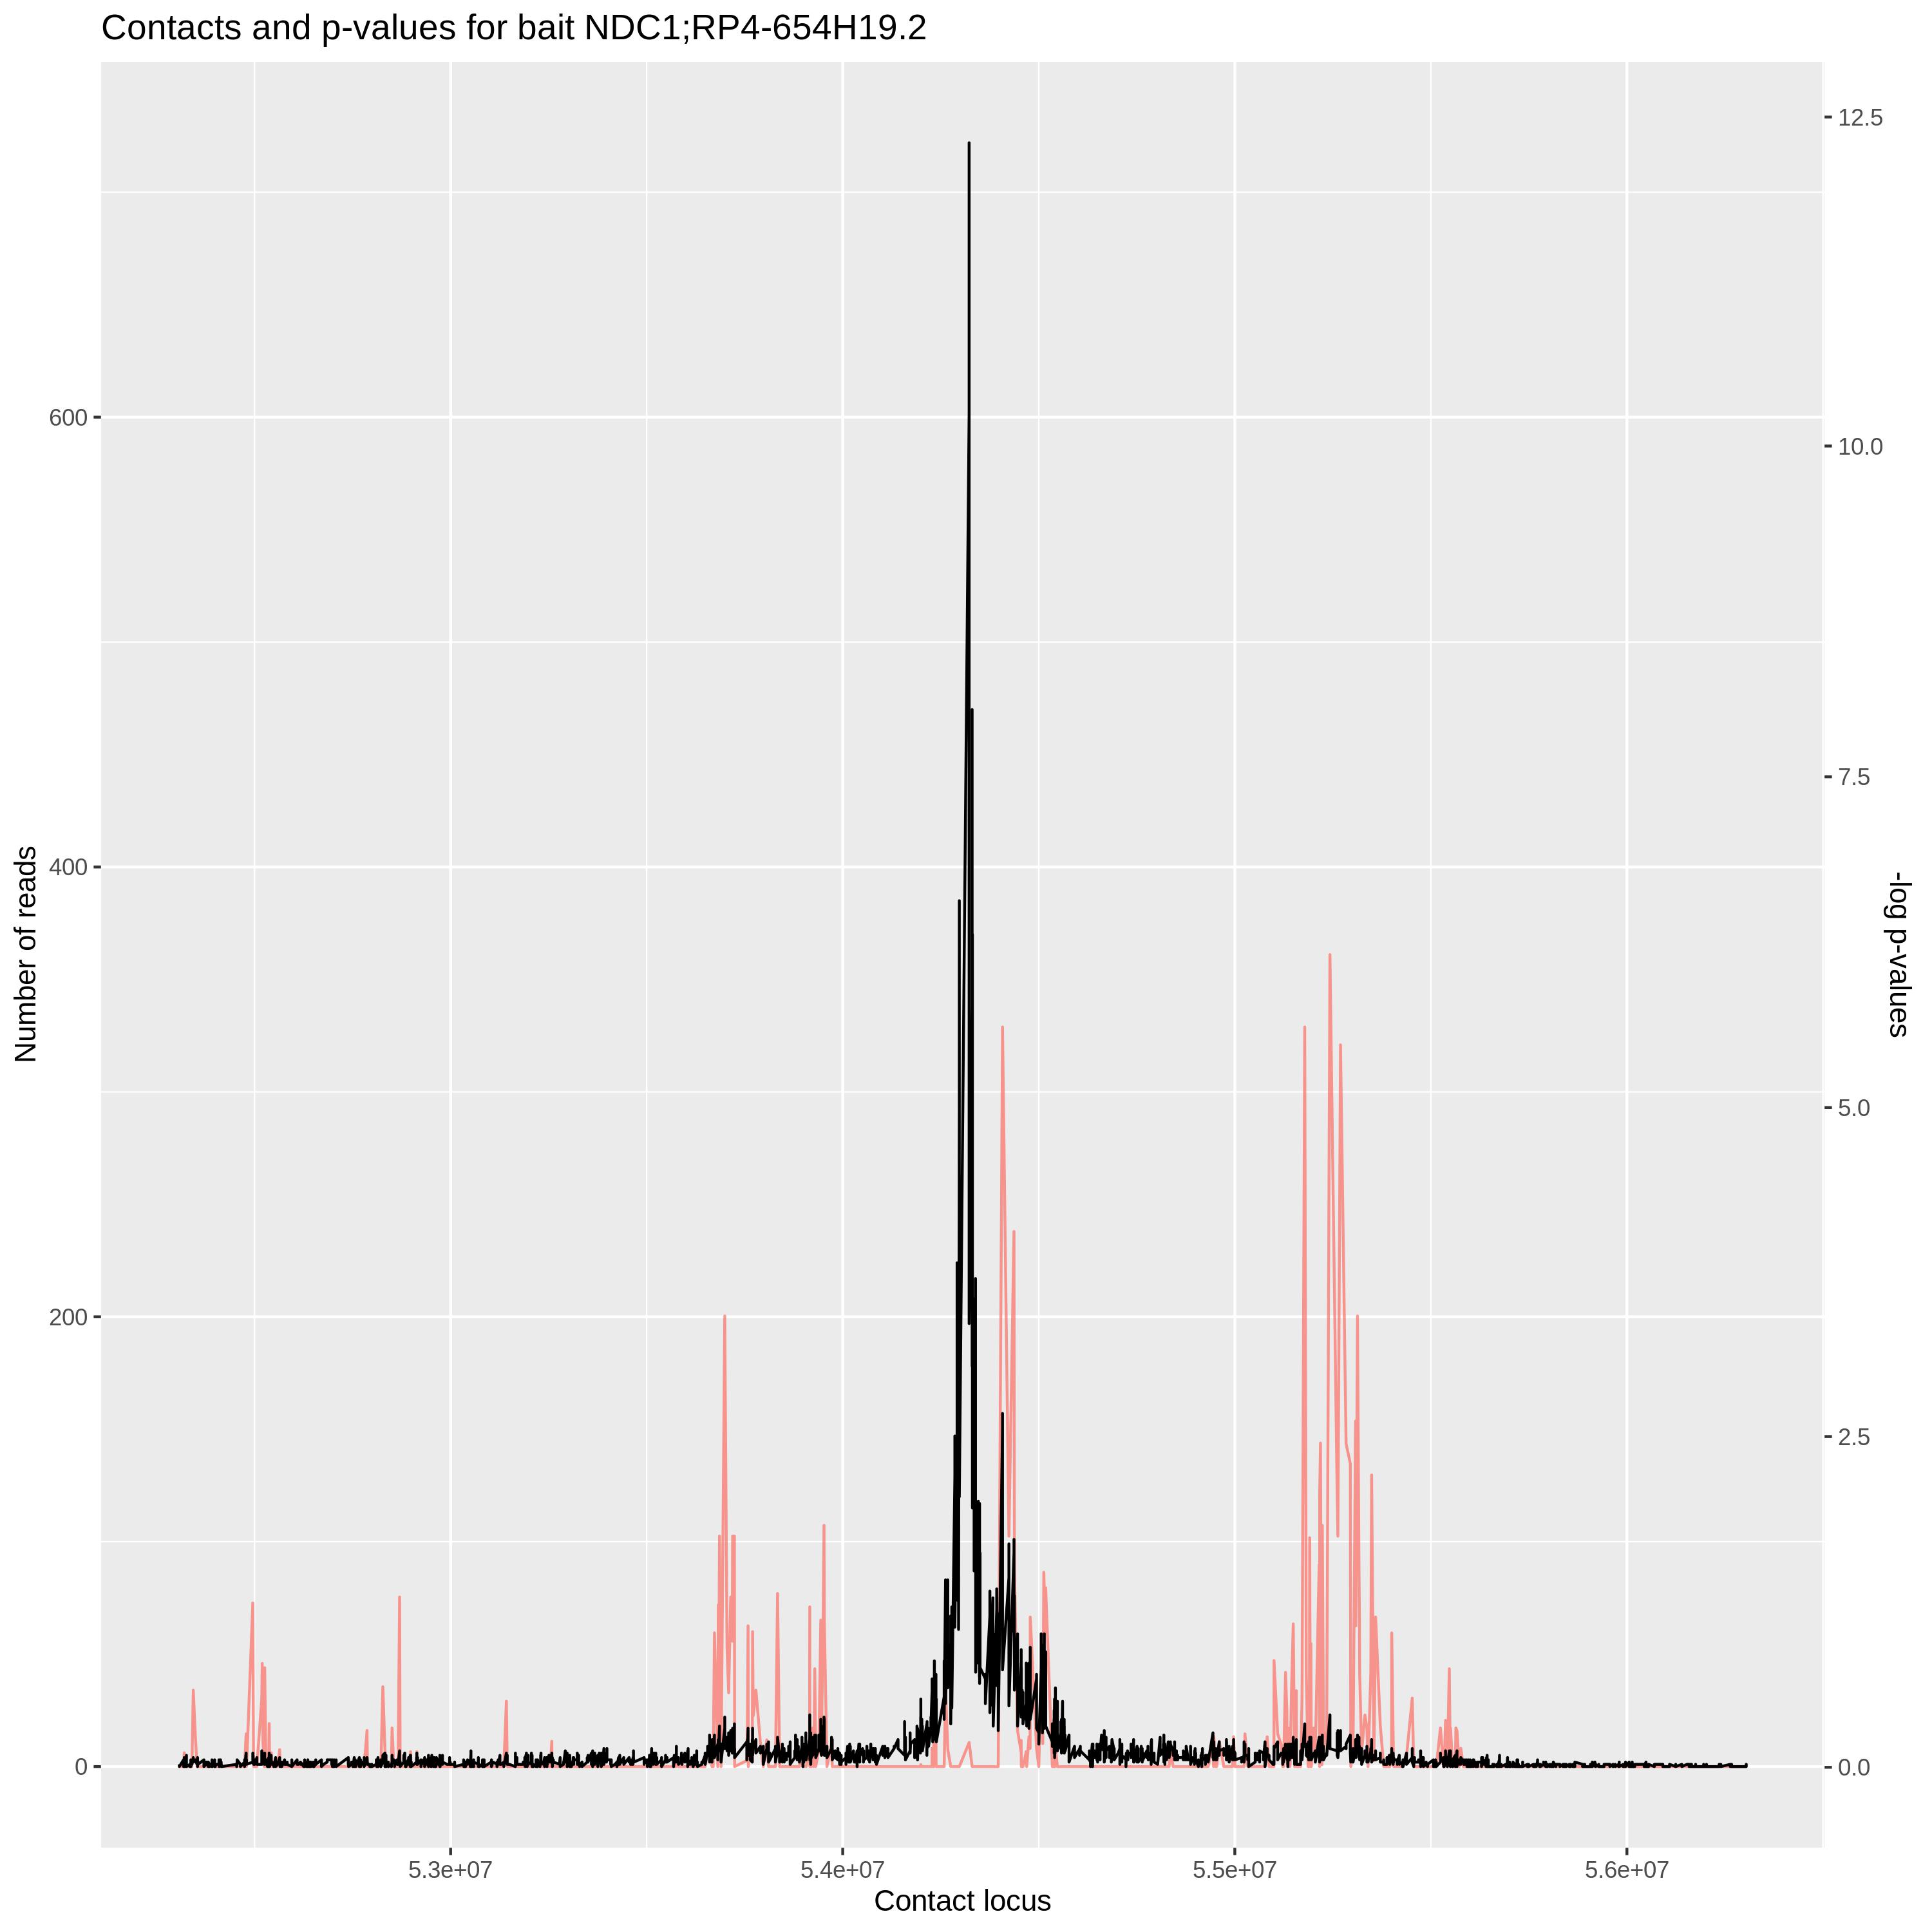 Contacts and p-values for bait NDC1;RP4-654H19.2
12.5
10.0
7.5
5.0
2.5
0.0
600
400
200
0
Number of reads
-log p-values
5.3e+07
5.4e+07
5.5e+07
5.6e+07
Contact locus